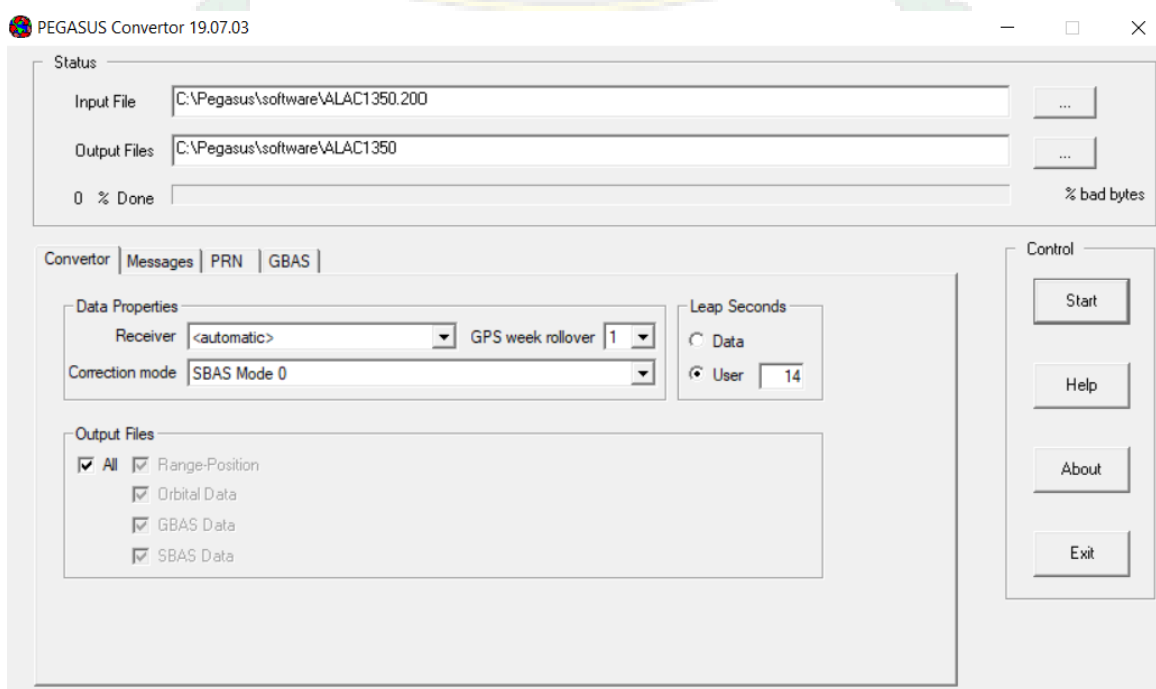 PEGASUS Convertor 19.07.03
Status
Input File C:\Pegasus\software\ALAC1350.20O ...
Output Files C:\Pegasus\software\ALAC1350 ...
0 % Done % bad bytes
Convertor Messages PRN GBAS
Data Properties
Receiver <automatic> GPS week rollover 1
Correction mode SBAS Mode 0
Leap Seconds
Data
User 14
Output Files
All Range-Position
Orbital Data
GBAS Data
SBAS Data
Control
Start
Help
About
Exit